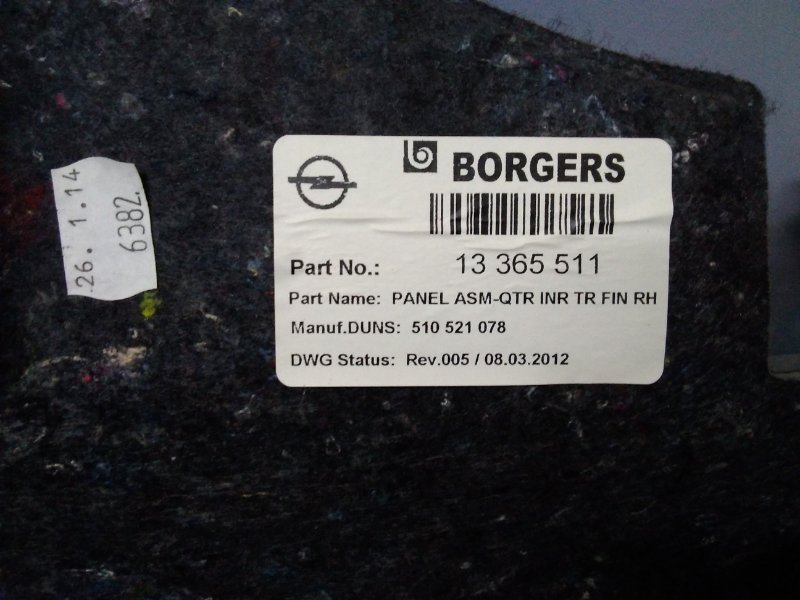 26. 1.14
6382
BORGERS
Part No.: 13 365 511
Part Name: PANEL ASM-QTR INR TR FIN RH
Manuf.DUNS: 510 521 078
DWG Status: Rev.005 / 08.03.2012